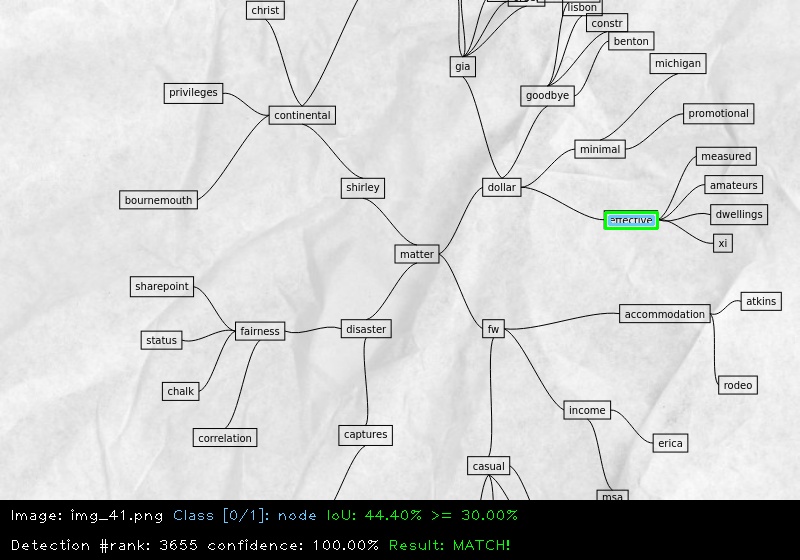 christ
lisbon
constr
benton
gia
michigan
privileges
goodbye
continental
promotional
minimal
measured
shirley
dollar
amateurs
bournemouth
dwellings
effective
xi
matter
sharepoint
atkins
accommodation
fairness
disaster
fw
status
rodeo
chalk
income
captures
correlation
erica
casual
msa
Image: img_41.png Class [0/1]: node IoU: 44.40% >= 30.00%
Detection #rank: 3655 confidence: 100.00% Result: MATCH!